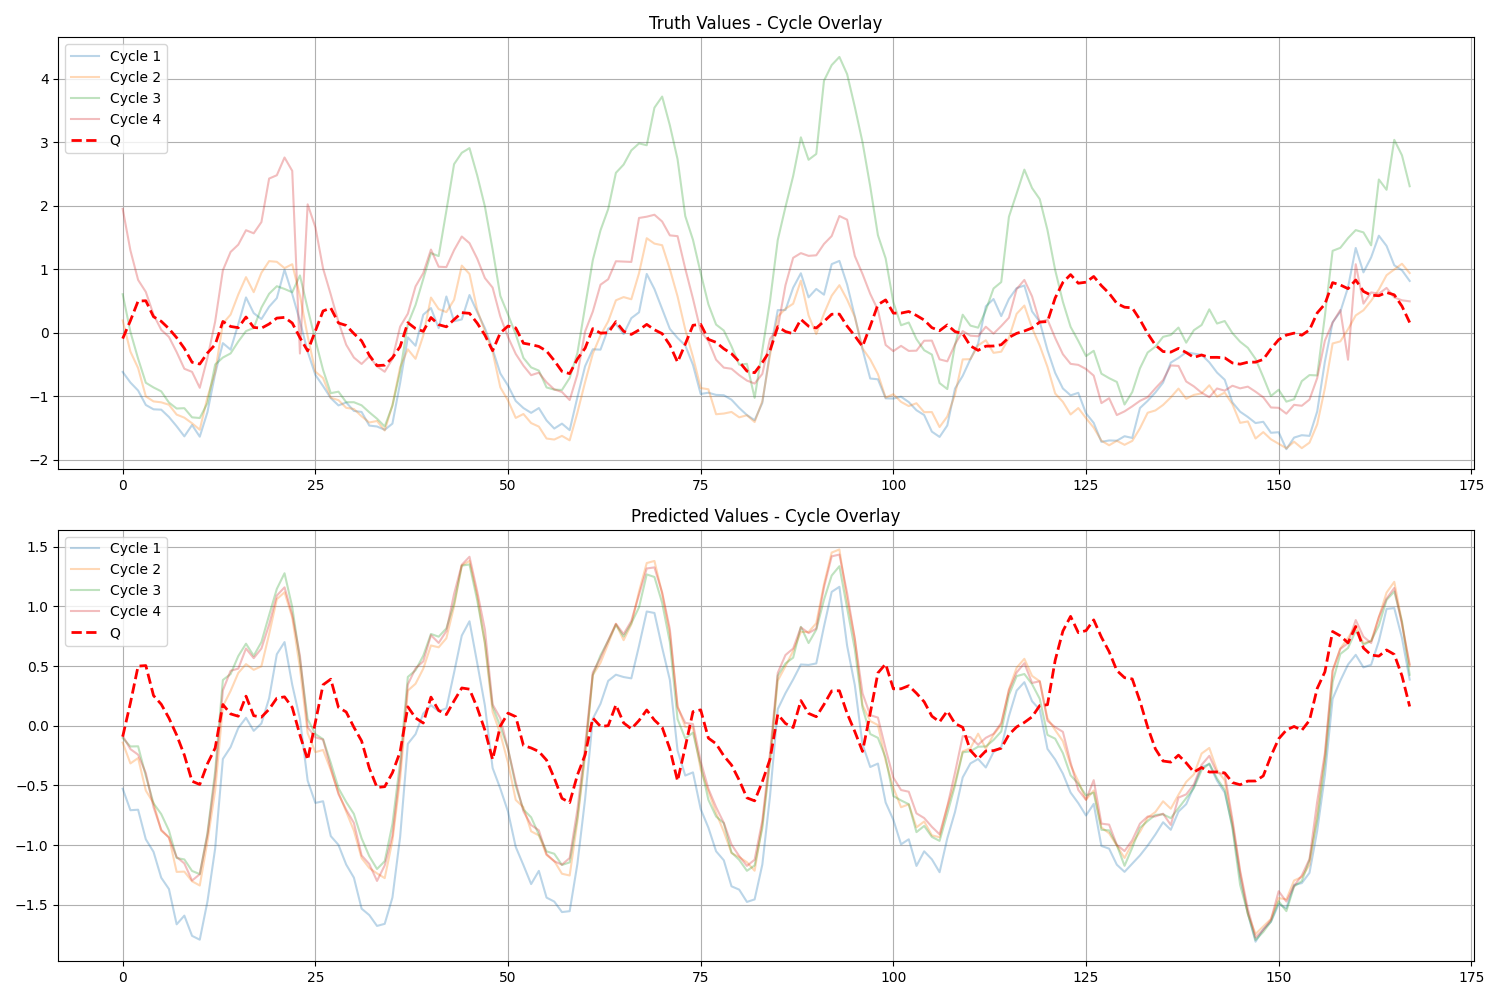 Truth Values - Cycle Overlay
Cycle 1
Cycle 2
Cycle 3
Cycle 4
Q
4
3
2
1
0
−1
−2
0 25 50 75 100 125 150 175
Predicted Values - Cycle Overlay
Cycle 1
Cycle 2
Cycle 3
Cycle 4
Q
1.5
1.0
0.5
0.0
−0.5
−1.0
−1.5
0 25 50 75 100 125 150 175